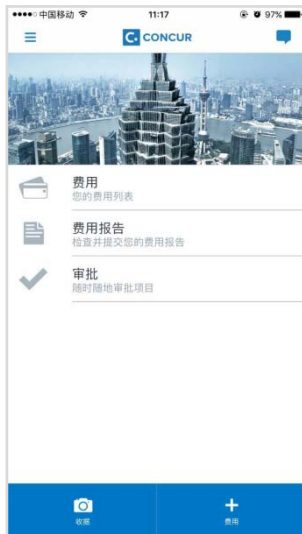 中国移动 11:17 97%
CONCUR
费用
您的费用列表
费用报告
检查并提交您的费用报告
审批
随时随地审批项目
收据 费用